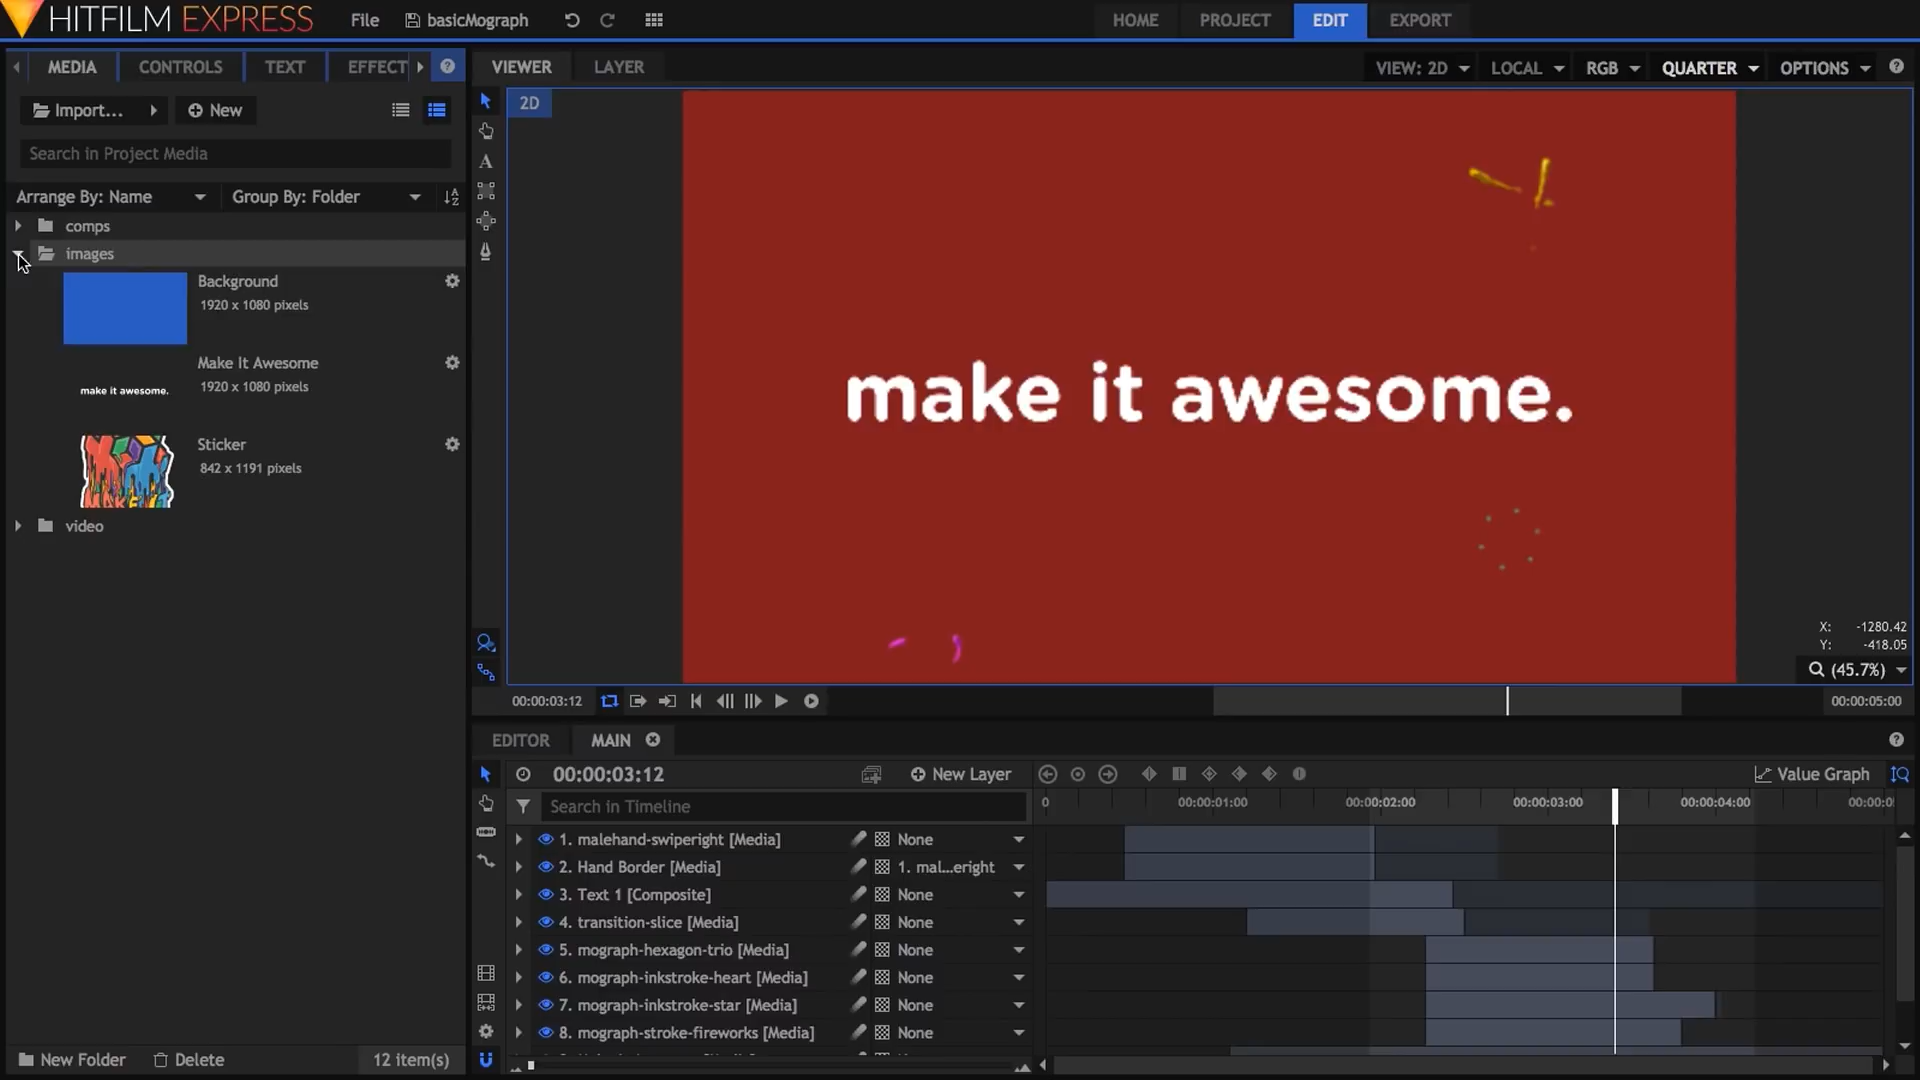 HITFILM EXPRESS
File
basicMograph
HOME
PROJECT
EDIT
EXPORT
MEDIA
CONTROLS
TEXT
EFFECT
VIEWER
LAYER
VIEW: 2D
LOCAL
RGB
QUARTER
OPTIONS
Import...
New
Search in Project Media
Arrange By: Name
Group By: Folder
comps
images
Background
1920 x 1080 pixels
make it awesome.
Make It Awesome
1920 x 1080 pixels
Sticker
842 x 1191 pixels
video
New Folder
Delete
12 item(s)
2D
make it awesome.
X: -1280.42
Y: -418.05
(45.7%)
00:00:03:12
00:00:05:00
EDITOR
MAIN
00:00:03:12
New Layer
Value Graph
Search in Timeline
0
00:00:01:00
00:00:02:00
00:00:03:00
00:00:04:00
1. malehand-swiperight [Media]
None
2. Hand Border [Media]
1. mal...eright
3. Text 1 [Composite]
None
4. transition-slice [Media]
None
5. mograph-hexagon-trio [Media]
None
6. mograph-inkstroke-heart [Media]
None
7. mograph-inkstroke-star [Media]
None
8. mograph-stroke-fireworks [Media]
None